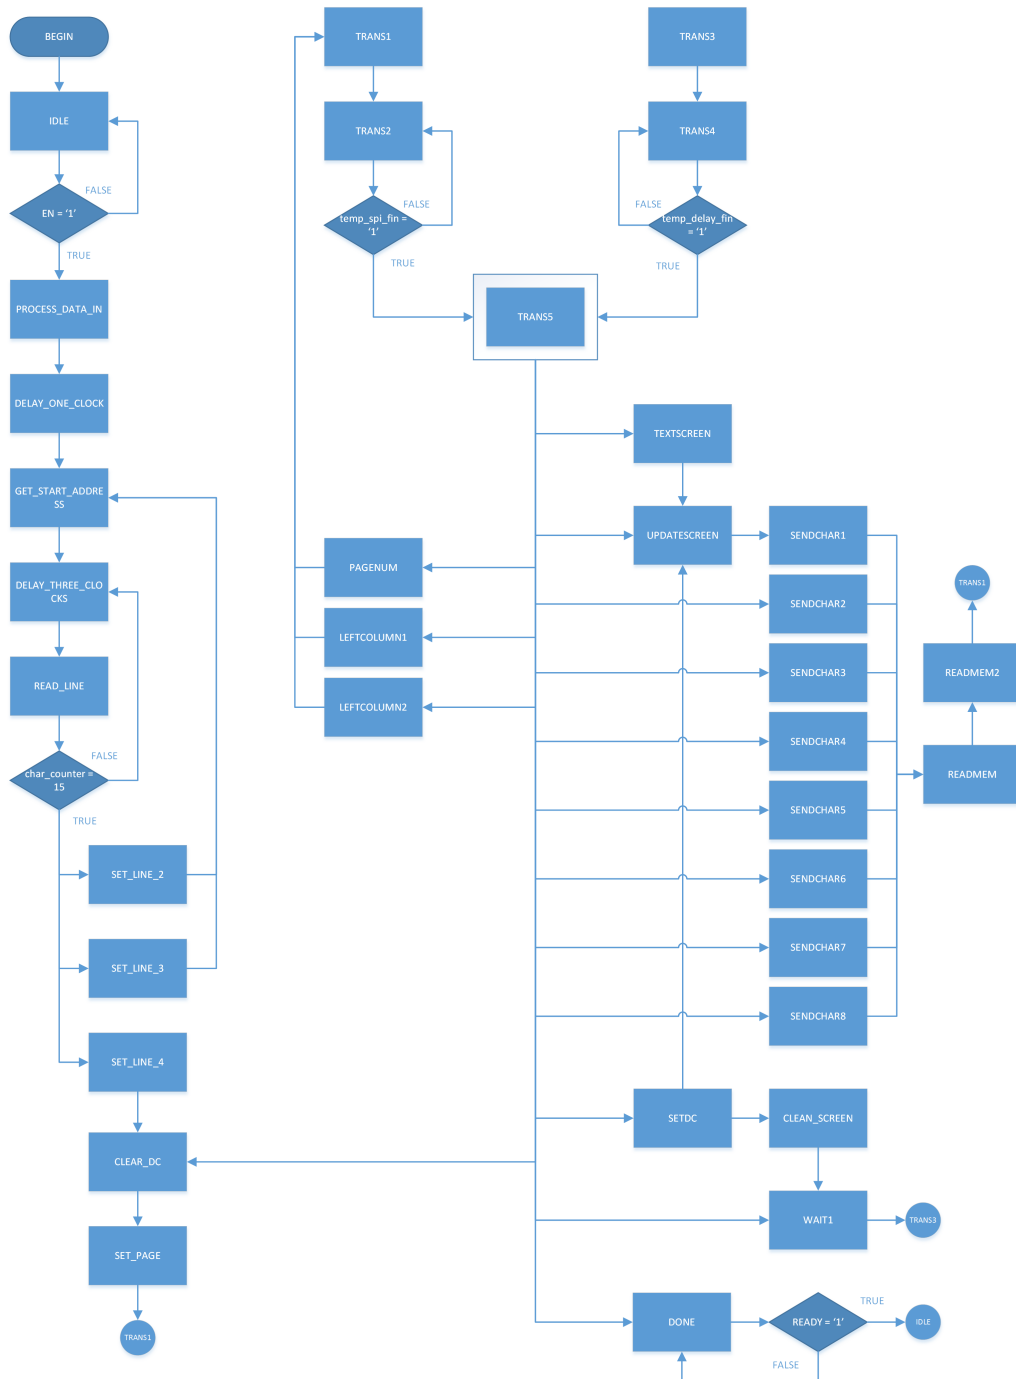 BEGIN
IDLE
FALSE
EN = ‘1’
TRUE
PROCESS_DATA_IN
DELAY_ONE_CLOCK
GET_START_ADDRE
SS
DELAY_THREE_CLO
CKS
READ_LINE
FALSE
char_counter =
15
TRUE
SET_LINE_2
SET_LINE_3
SET_LINE_4
CLEAR_DC
SET_PAGE
TRANS1
TRANS1
TRANS2
temp_spi_fin =
‘1’
FALSE
TRUE
TRANS3
TRANS4
FALSE
temp_delay_fin
= ‘1’
TRUE
TRANS5
PAGENUM
LEFTCOLUMN1
LEFTCOLUMN2
TEXTSCREEN
UPDATESCREEN
SENDCHAR1
SENDCHAR2
SENDCHAR3
SENDCHAR4
SENDCHAR5
SENDCHAR6
SENDCHAR7
SENDCHAR8
TRANS1
READMEM2
READMEM
SETDC
CLEAN_SCREEN
WAIT1
TRANS3
DONE
READY = ‘1’
TRUE
IDLE
FALSE